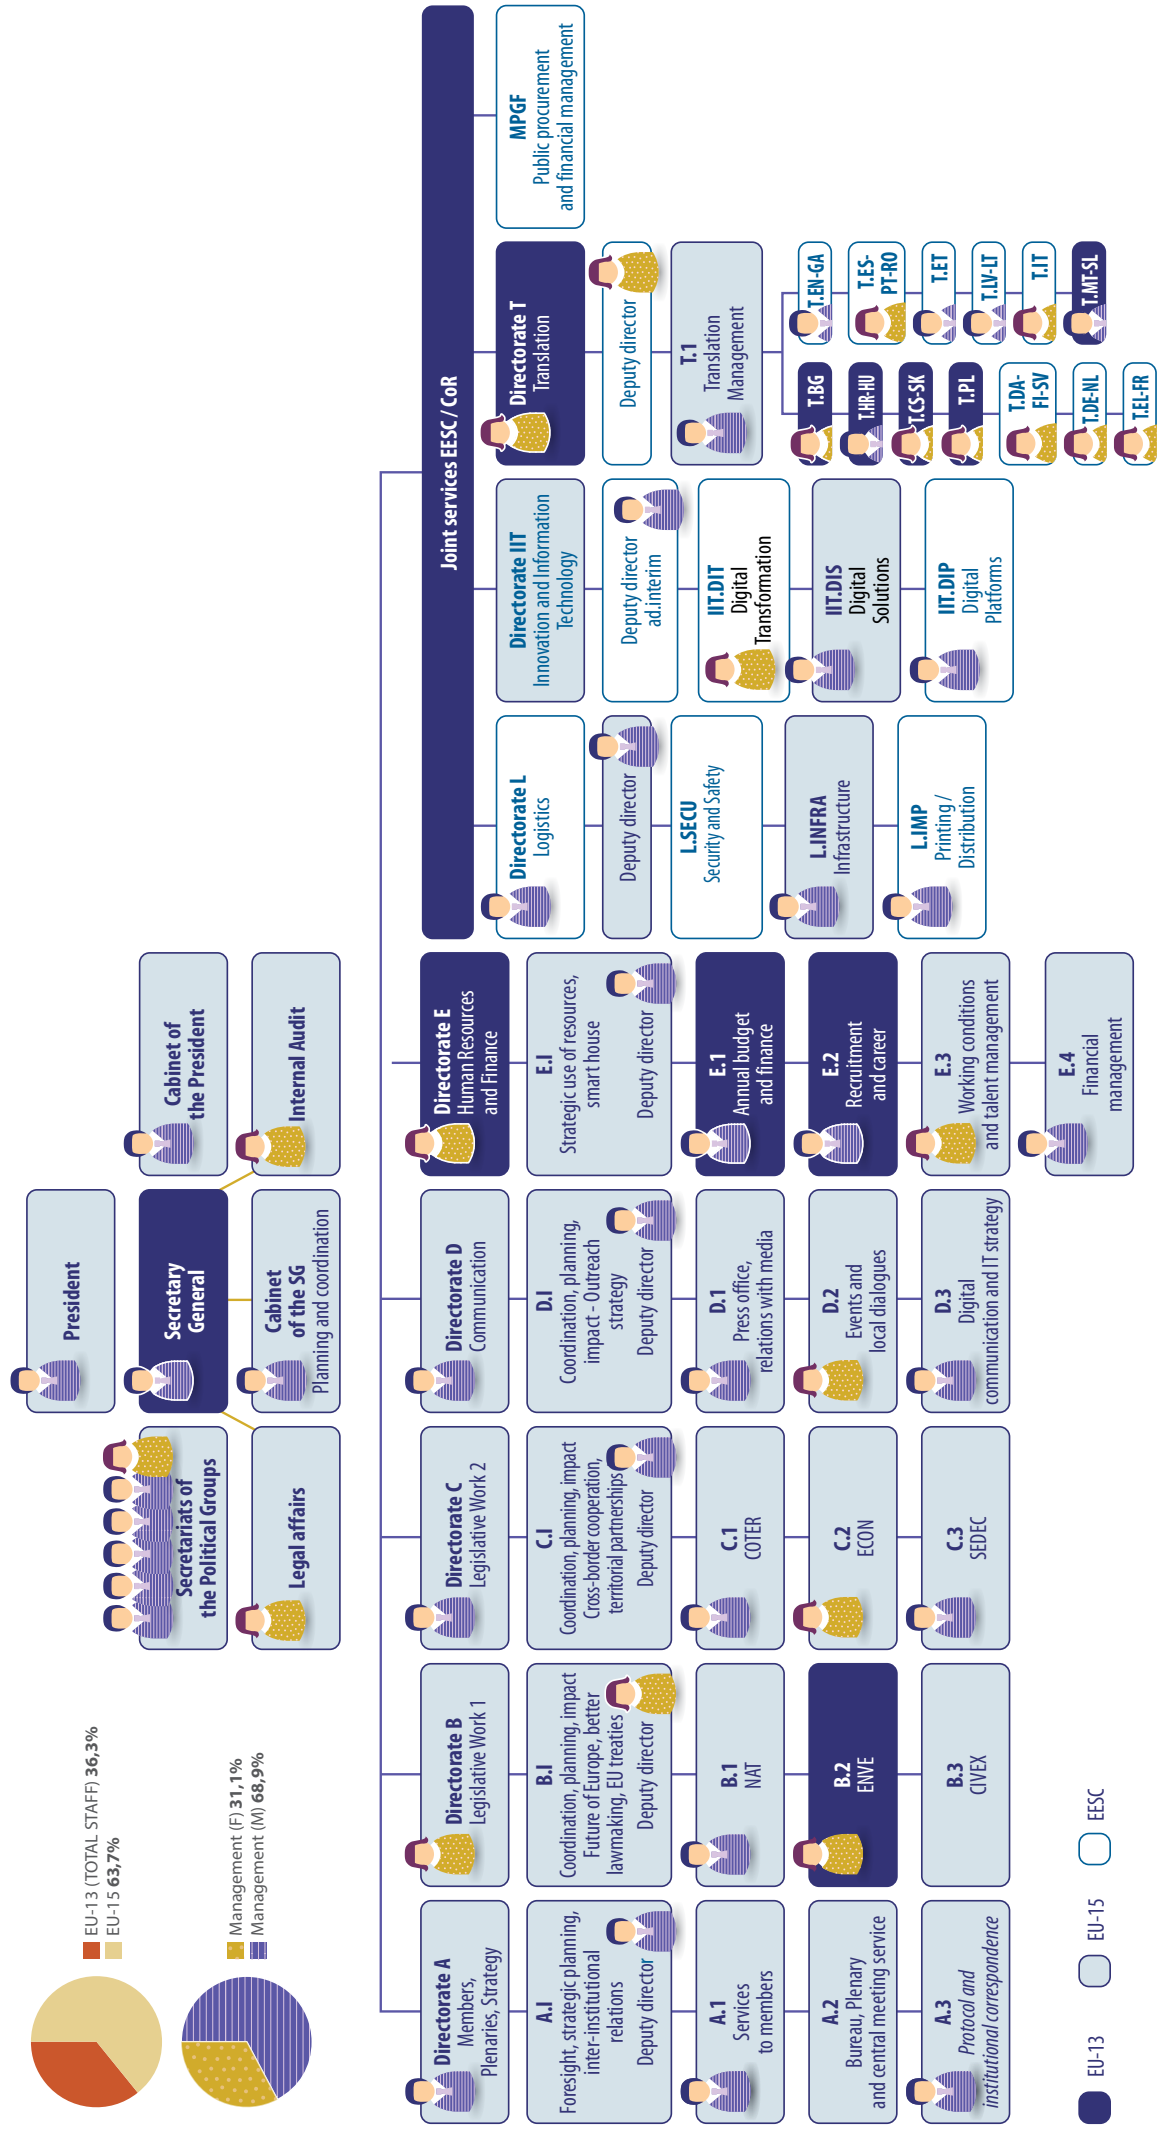 EU-13 (TOTAL STAFF) 36,3%
EU-15 63,7%
Management (F) 31,1%
Management (M) 68,9%
President
Secretariats of
the Political Groups
Secretary
General
Cabinet of
the President
Legal affairs
Cabinet
of the SG
Planning and coordination
Internal Audit
Directorate A
Members,
Plenaries, Strategy
A.I
Foresight, strategic planning,
inter-institutional
relations
Deputy director
A.1
Services
to members
A.2
Bureau, Plenary
and central meeting service
A.3
Protocol and
institutional correspondence
Directorate B
Legislative Work 1
B.I
Coordination, planning, impact
Future of Europe, better
lawmaking, EU treaties
Deputy director
B.1
NAT
B.2
ENVE
B.3
CIVEX
Directorate C
Legislative Work 2
C.I
Coordination, planning, impact
Cross-border cooperation,
territorial partnerships
Deputy director
C.1
COTER
C.2
ECON
C.3
SEDEC
Directorate D
Communication
D.I
Coordination, planning,
impact - Outreach
strategy
Deputy director
D.1
Press office,
relations with media
D.2
Events and
local dialogues
D.3
Digital
communication and IT strategy
Directorate E
Human Resources
and Finance
E.I
Strategic use of resources,
smart house
Deputy director
E.1
Annual budget
and finance
E.2
Recruitment
and career
E.3
Working conditions
and talent management
E.4
Financial
management
Joint services EESC / CoR
Directorate L
Logistics
Deputy director
L.SECU
Security and Safety
L.INFRA
Infrastructure
L.IMP
Printing /
Distribution
Directorate IIT
Innovation and Information
Technology
Deputy director
ad.interim
IIT.DIT
Digital
Transformation
IIT.DIS
Digital
Solutions
IIT.DIP
Digital
Platforms
Directorate T
Translation
Deputy director
T.1
Translation
Management
T.BG
T.HR-HU
T.CS-SK
T.PL
T.DA-
FI-SV
T.DE-NL
T.EL-FR
T.EN-GA
T.ES-
PT-RO
T.ET
T.LV-LT
T.IT
T.MT-SL
MPGF
Public procurement
and financial management
EU-13
EU-15
EESC